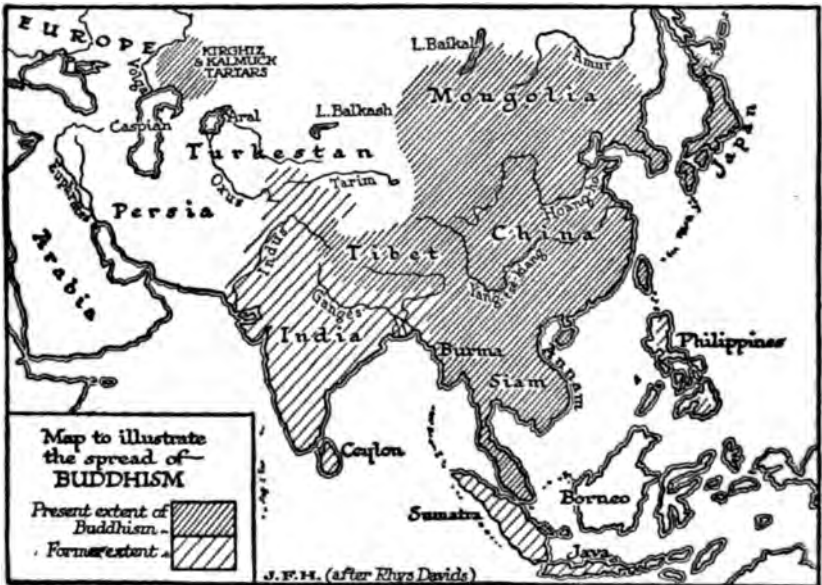 EUROPE
KIRGHIZ
& KALMUCK
TARTARS
L. Baikal
Amur
Volga
Mongolia
Aral
L. Balkash
Caspian
Turkestan
Japan
Oxus
Tarim
Euphrates
Persia
Hoang-ho
China
Arabia
Indus
Tibet
Yang-tse Kiang
Ganges
India
Burma
Annam
Philippines
Siam
Map to illustrate
the spread of
BUDDHISM
Ceylon
Present extent of
Buddhism
Former extent
Sumatra
Borneo
Java
J.F.H. (after Rhys Davids)